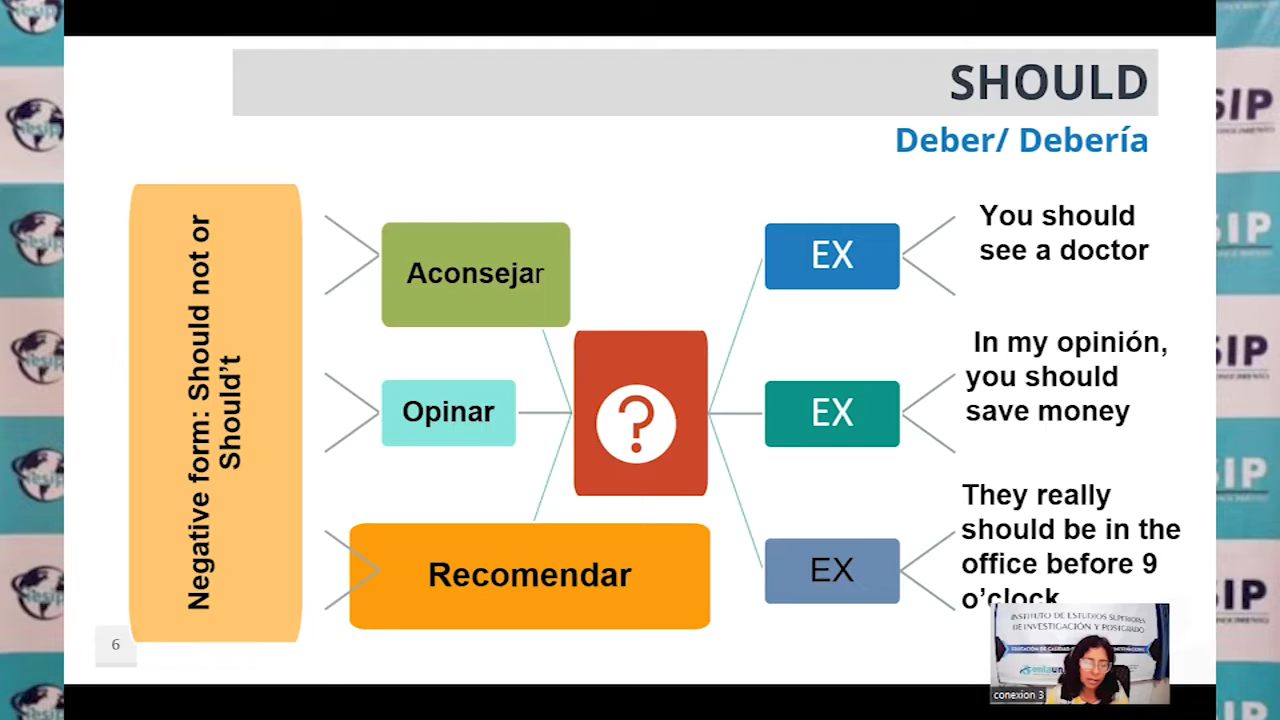 SHOULD
Deber/ Debería
Negative form: Should not or
Should't
Aconsejar
Opinar
Recomendar
EX
You should
see a doctor
EX
In my opinión,
you should
save money
EX
They really
should be in the
office before 9
o'clock
6
INSTITUTO DE ESTUDIOS SUPERIORES
DE INVESTIGACIÓN Y POSTGRADO
conexion 3
iesip
SIP